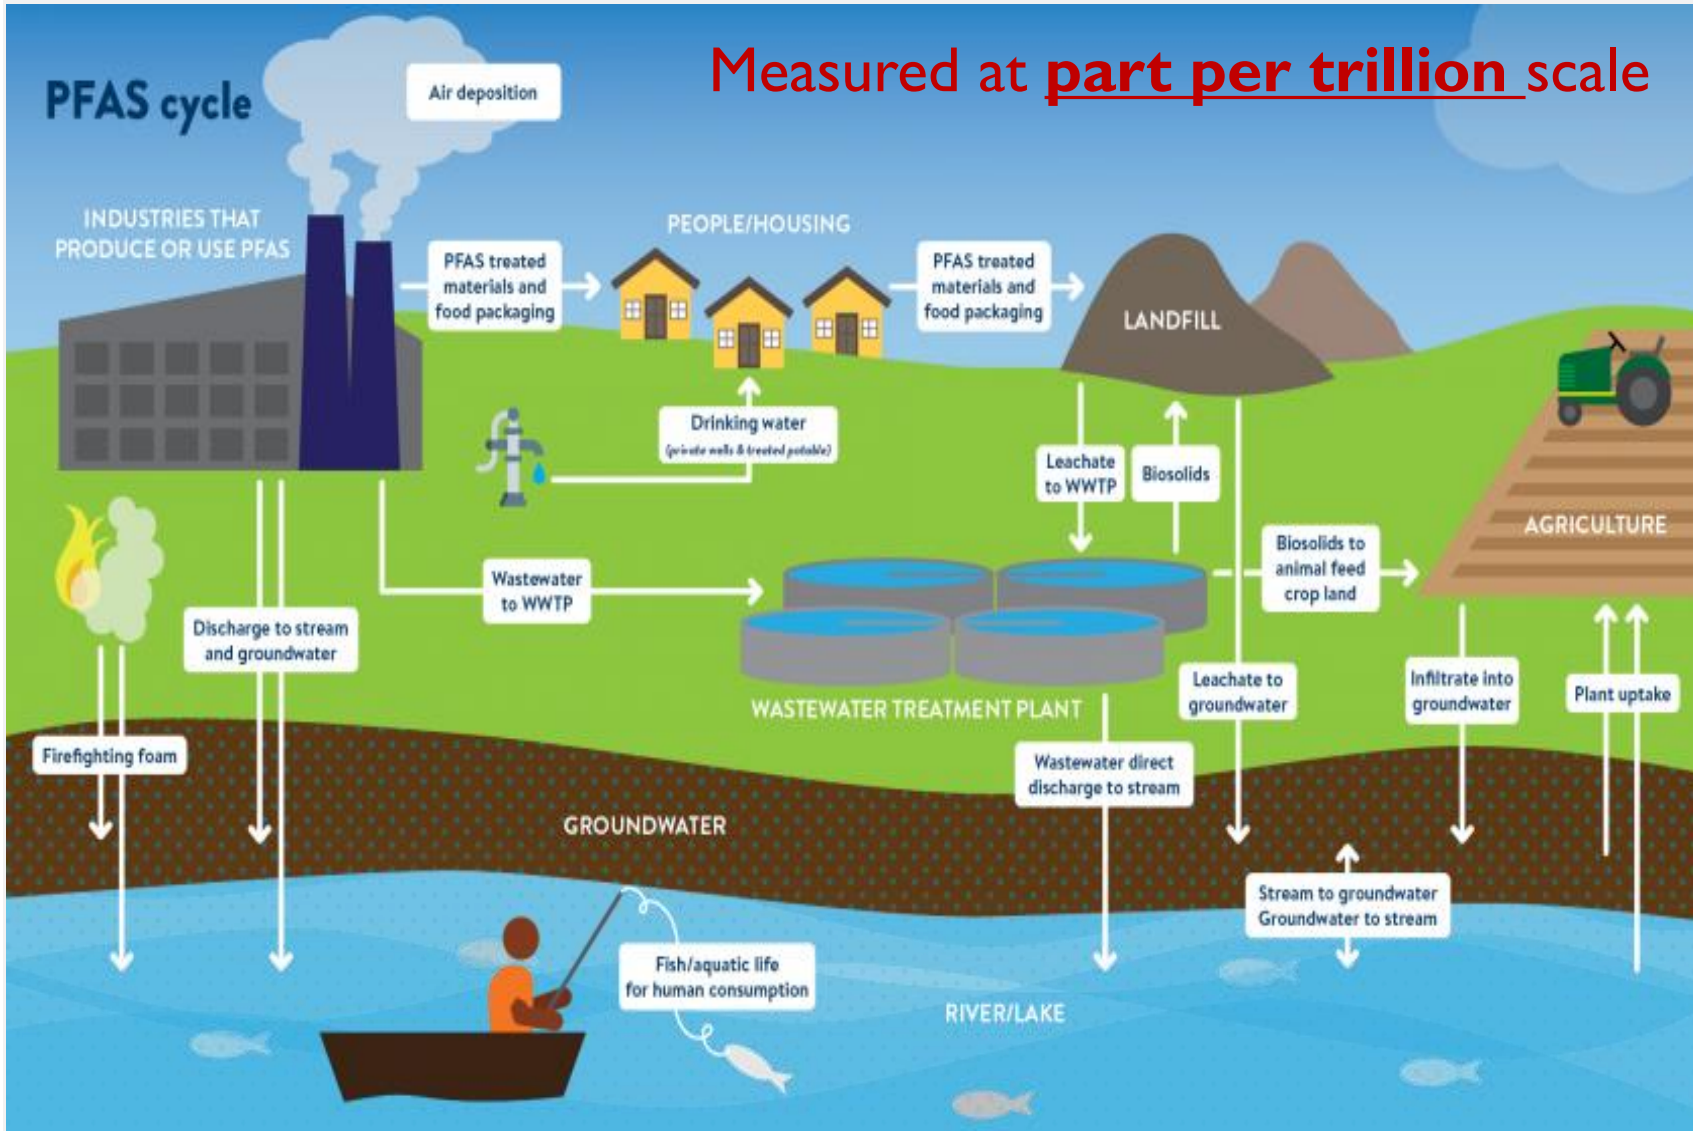 Measured at part per trillion scale
PFAS cycle
Air deposition
INDUSTRIES THAT
PRODUCE OR USE PFAS
PFAS treated
materials and
food packaging
PEOPLE/HOUSING
PFAS treated
materials and
food packaging
LANDFILL
Drinking water
(private wells & treated potable)
Leachate
to WWTP
Biosolids
AGRICULTURE
Biosolids to
animal feed
crop land
Wastewater
to WWTP
Discharge to stream
and groundwater
WASTEWATER TREATMENT PLANT
Leachate to
groundwater
Infiltrate into
groundwater
Plant uptake
Firefighting foam
Wastewater direct
discharge to stream
GROUNDWATER
Stream to groundwater
Groundwater to stream
Fish/aquatic life
for human consumption
RIVER/LAKE